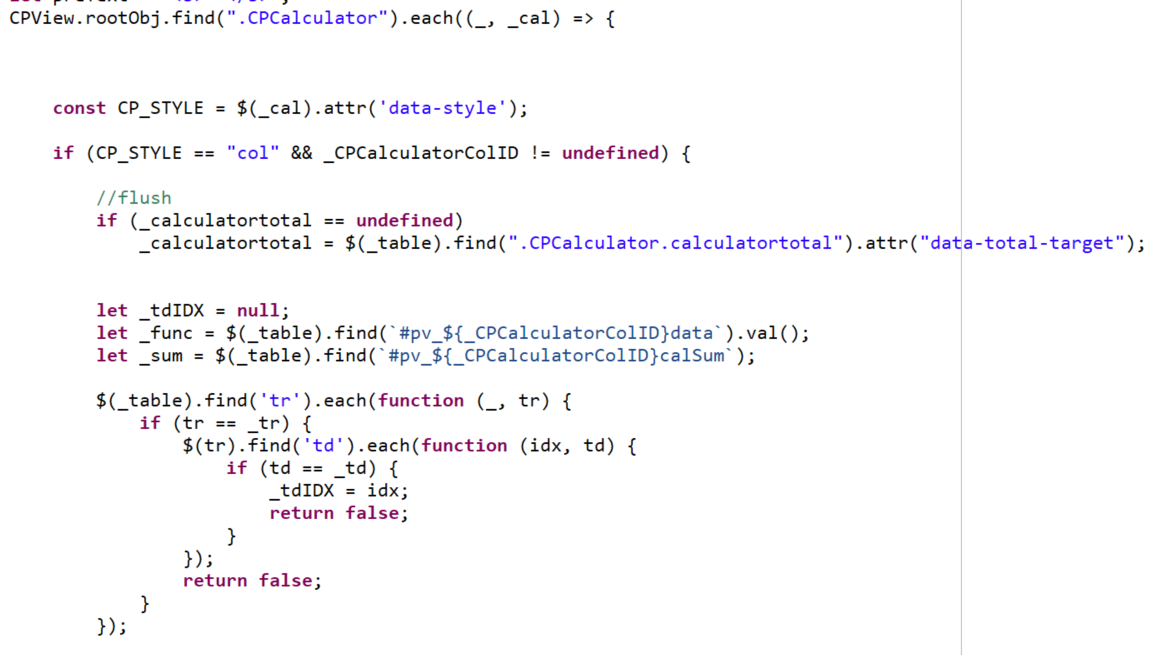 CPView.rootObj.find(".CPCalculator").each((_, _cal) => {
const CP_STYLE = $(_cal).attr('data-style');
if (CP_STYLE == "col" && _CPCalculatorColID != undefined) {
//flush
if (_calculatortotal == undefined)
_calculatortotal = $(_table).find(".CPCalculator.calculatortotal").attr("data-total-target");
let _tdIDX = null;
let _func = $(_table).find(`#pv_${_CPCalculatorColID}data`).val();
let _sum = $(_table).find(`#pv_${_CPCalculatorColID}calSum`);
$(_table).find('tr').each(function (_, tr) {
if (tr == _tr) {
$(tr).find('td').each(function (idx, td) {
if (td == _td) {
_tdIDX = idx;
return false;
}
});
return false;
}
});